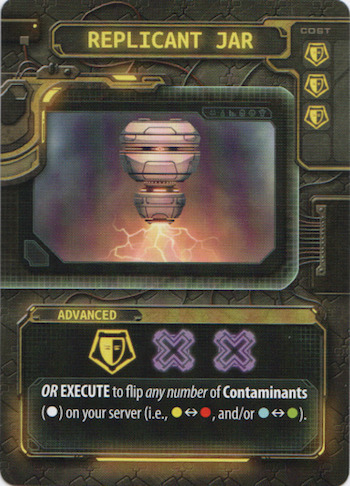 REPLICANT JAR
COST
ADVANCED
OR EXECUTE to flip any number of Contaminants
( ) on your server (i.e., ↔ , and/or ↔ ).